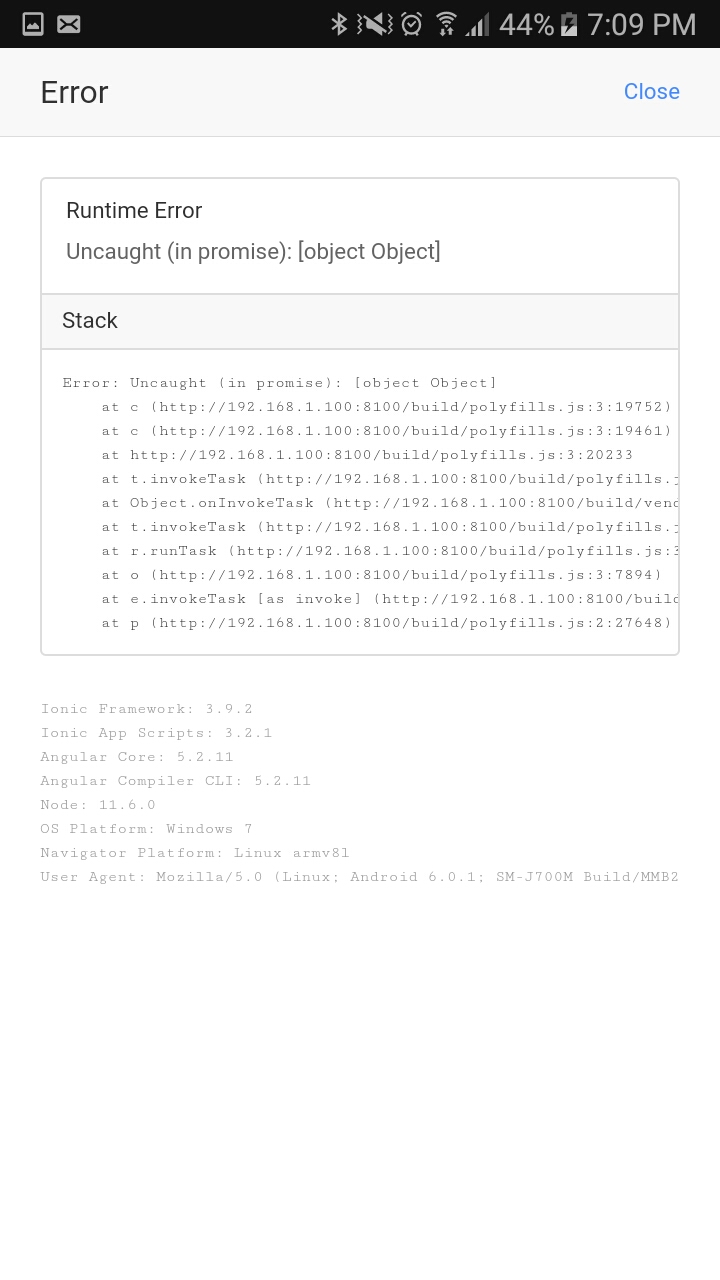 44% 7:09 PM
Error Close
Runtime Error
Uncaught (in promise): [object Object]
Stack
Error: Uncaught (in promise): [object Object]
at c (http://192.168.1.100:8100/build/polyfills.js:3:19752)
at c (http://192.168.1.100:8100/build/polyfills.js:3:19461)
at http://192.168.1.100:8100/build/polyfills.js:3:20233
at t.invokeTask (http://192.168.1.100:8100/build/polyfills.j
at Object.onInvokeTask (http://192.168.1.100:8100/build/vend
at t.invokeTask (http://192.168.1.100:8100/build/polyfills.j
at r.runTask (http://192.168.1.100:8100/build/polyfills.js:3
at o (http://192.168.1.100:8100/build/polyfills.js:3:7894)
at e.invokeTask [as invoke] (http://192.168.1.100:8100/build
at p (http://192.168.1.100:8100/build/polyfills.js:2:27648)
Ionic Framework: 3.9.2
Ionic App Scripts: 3.2.1
Angular Core: 5.2.11
Angular Compiler CLI: 5.2.11
Node: 11.6.0
OS Platform: Windows 7
Navigator Platform: Linux armv8l
User Agent: Mozilla/5.0 (Linux; Android 6.0.1; SM-J700M Build/MMB2